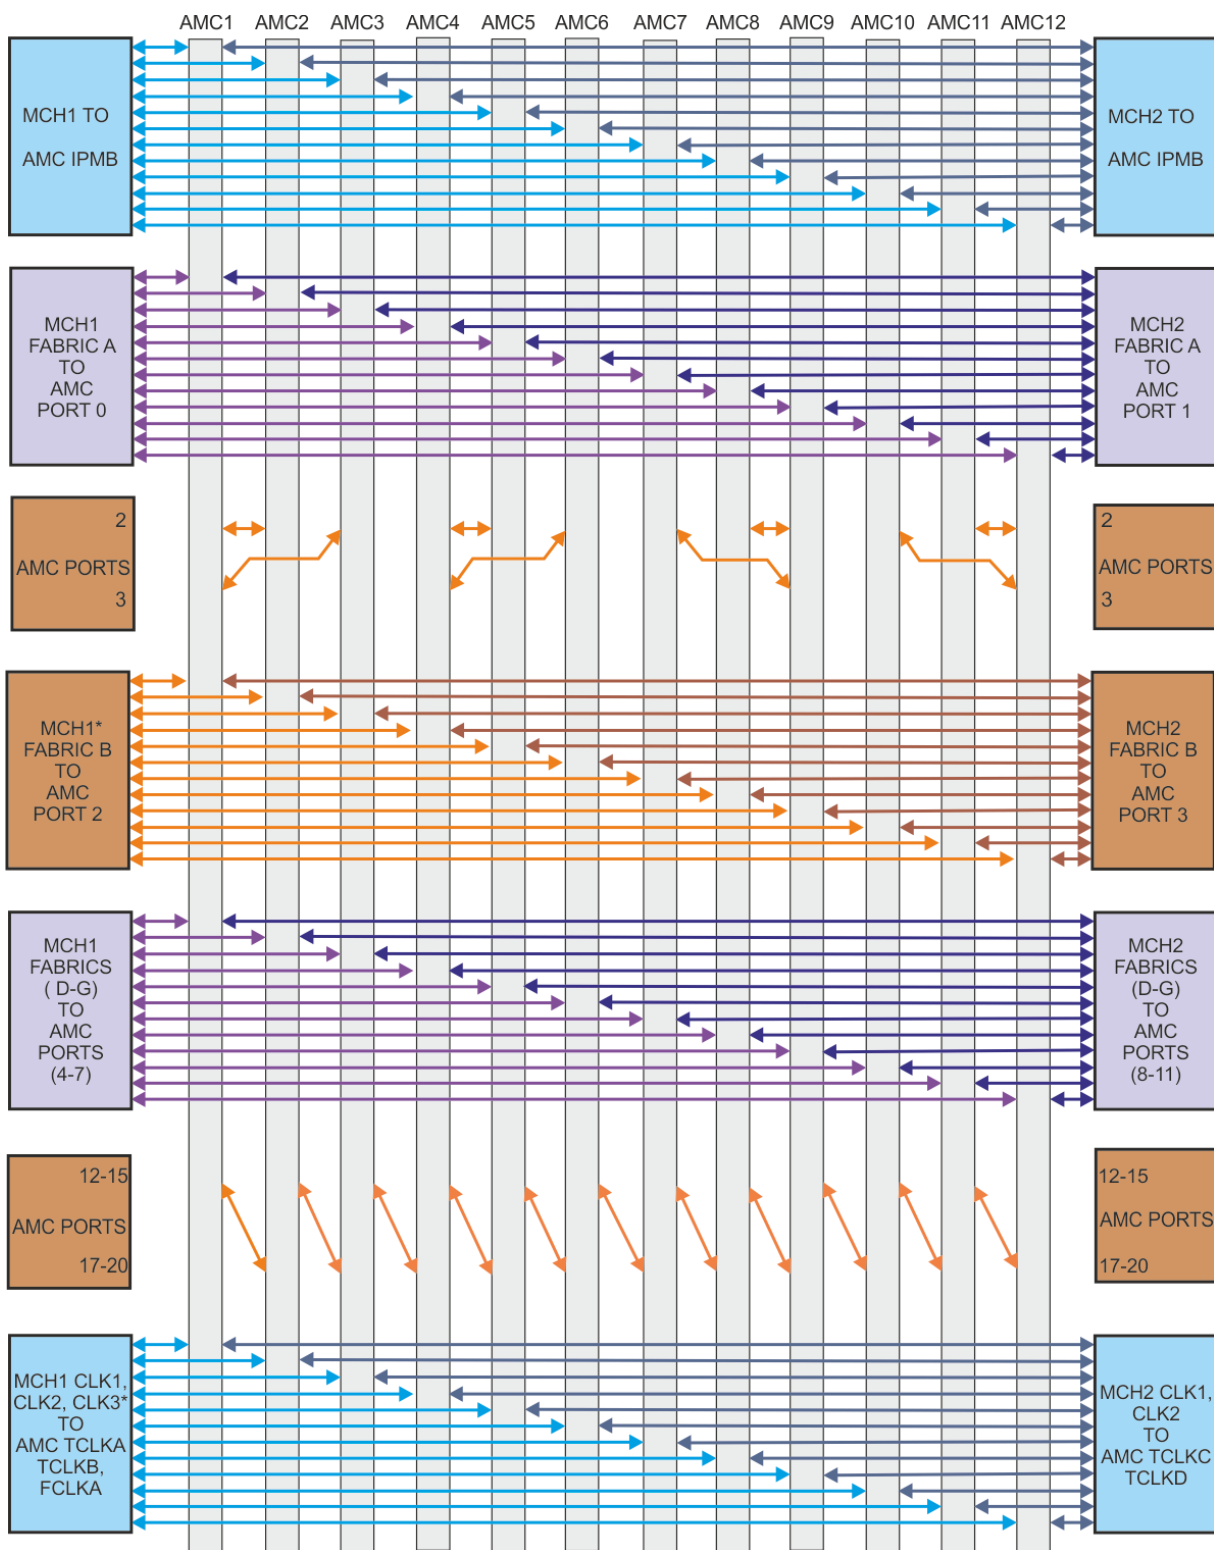 AMC1 AMC2 AMC3 AMC4 AMC5 AMC6 AMC7 AMC8 AMC9 AMC10 AMC11 AMC12
MCH1 TO
AMC IPMB
MCH2 TO
AMC IPMB
MCH1
FABRIC A
TO
AMC
PORT 0
MCH2
FABRIC A
TO
AMC
PORT 1
2
AMC PORTS
3
2
AMC PORTS
3
MCH1*
FABRIC B
TO
AMC
PORT 2
MCH2
FABRIC B
TO
AMC
PORT 3
MCH1
FABRICS
( D-G)
TO
AMC
PORTS
(4-7)
MCH2
FABRICS
(D-G)
TO
AMC
PORTS
(8-11)
12-15
AMC PORTS
17-20
12-15
AMC PORTS
17-20
MCH1 CLK1,
CLK2, CLK3*
TO
AMC TCLKA
TCLKB,
FCLKA
MCH2 CLK1,
CLK2
TO
AMC TCLKC
TCLKD